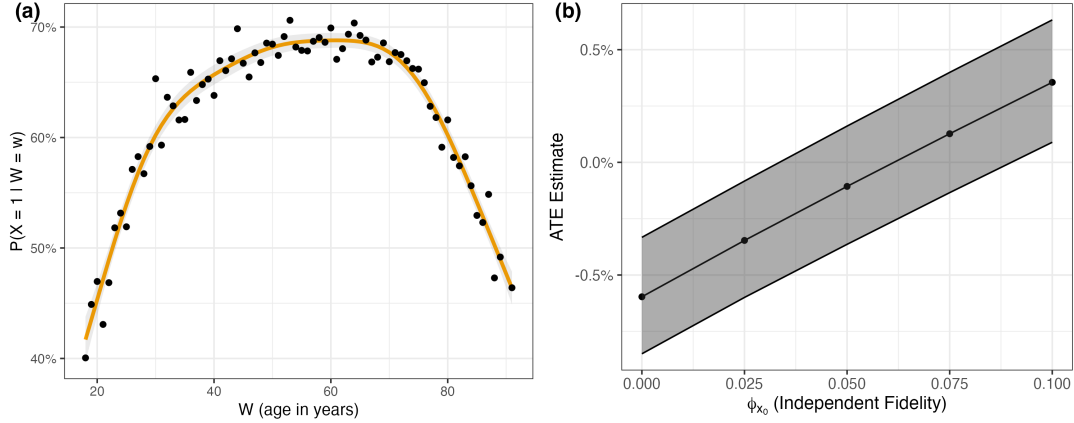 (a)
70%
60%
50%
40%
P(X = 1 | W = w)
20 40 60 80
W (age in years)
(b)
0.5%
0.0%
-0.5%
ATE Estimate
0.000 0.025 0.050 0.075 0.100
ϕx₀ (Independent Fidelity)